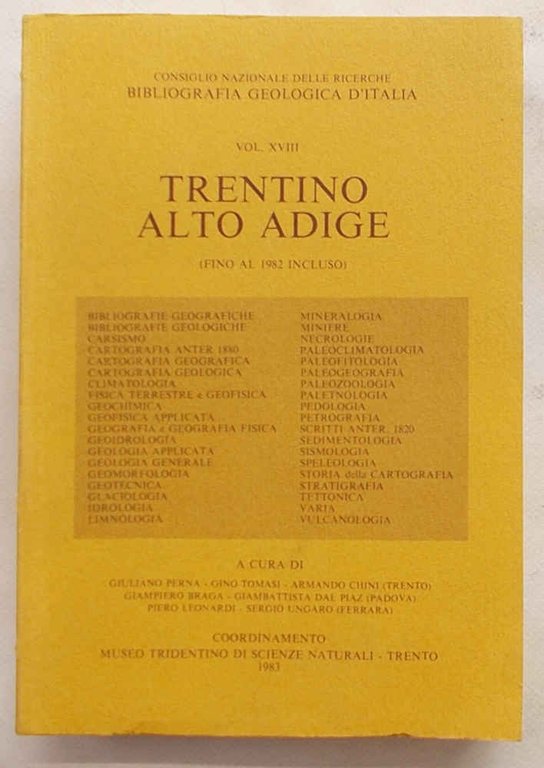 CONSIGLIO NAZIONALE DELLE RICERCHE
BIBLIOGRAFIA GEOLOGICA D'ITALIA
VOL. XVIII
TRENTINO
ALTO ADIGE
(FINO AL 1982 INCLUSO)
BIBLIOGRAFIE GEOGRAFICHE
BIBLIOGRAFIE GEOLOGICHE
CARSISMO
CARTOGRAFIA ANTER. 1880
CARTOGRAFIA GEOGRAFICA
CARTOGRAFIA GEOLOGICA
CLIMATOLOGIA
FISICA TERRESTRE e GEOFISICA
GEOCHIMICA
GEOFISICA APPLICATA
GEOGRAFIA e GEOGRAFIA FISICA
GEOIDROLOGIA
GEOLOGIA APPLICATA
GEOLOGIA GENERALE
GEOMORFOLOGIA
GEOTECNICA
GLACIOLOGIA
IDROLOGIA
LIMNOLOGIA
MINERALOGIA
MINIERE
NECROLOGIE
PALEOCLIMATOLOGIA
PALEOFITOLOGIA
PALEOGEOGRAFIA
PALEOZOOLOGIA
PALETNOLOGIA
PEDOLOGIA
PETROGRAFIA
SCRITTI ANTER. 1820
SEDIMENTOLOGIA
SISMOLOGIA
SPELEOLOGIA
STORIA della CARTOGRAFIA
STRATIGRAFIA
TETTONICA
VARIA
VULCANOLOGIA
A CURA DI
GIULIANO PERNA - GINO TOMASI - ARMANDO CHINI (TRENTO)
GIAMPIERO BRAGA - GIAMBATTISTA DAL PIAZ (PADOVA)
PIERO LEONARDI - SERGIO UNGARO (FERRARA)
COORDINAMENTO
MUSEO TRIDENTINO DI SCIENZE NATURALI - TRENTO
1983